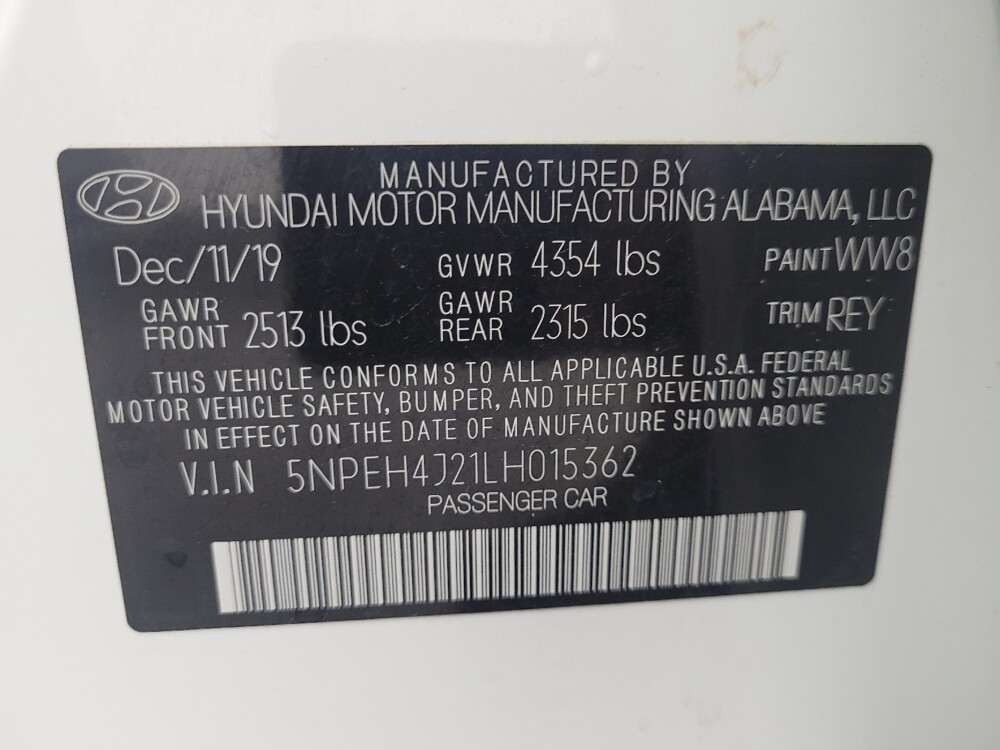 MANUFACTURED BY
HYUNDAI MOTOR MANUFACTURING ALABAMA, LLC
Dec/11/19 GVWR 4354 lbs PAINT WW8
GAWR FRONT 2513 lbs GAWR REAR 2315 lbs TRIM REY
THIS VEHICLE CONFORMS TO ALL APPLICABLE U.S.A. FEDERAL
MOTOR VEHICLE SAFETY, BUMPER, AND THEFT PREVENTION STANDARDS
IN EFFECT ON THE DATE OF MANUFACTURE SHOWN ABOVE
V.I.N 5NPEH4J21LH015362
PASSENGER CAR